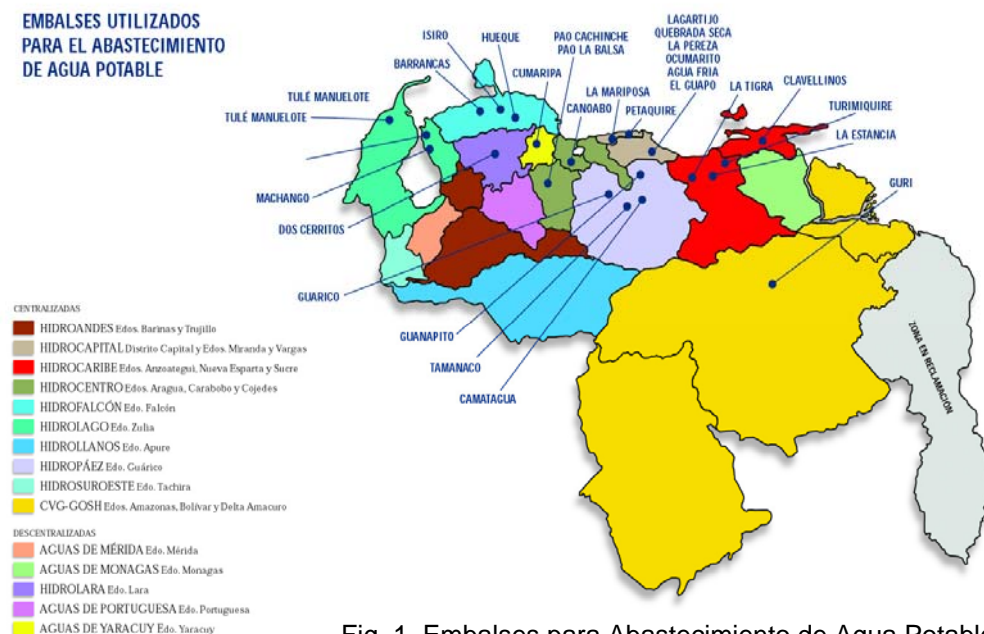 EMBALSES UTILIZADOS
PARA EL ABASTECIMIENTO
DE AGUA POTABLE
ISIRO
HUEQUE
BARRANCAS
CUMARIPA
PAO CACHINCHE
PAO LA BALSA
CANOABO
LA MARIPOSA
PETAQUIRE
LAGARTIJO
QUEBRADA SECA
LA PEREZA
OCUMARITO
AGUA FRIA
EL GUAPO
LA TIGRA
CLAVELLINOS
TURIMIQUIRE
LA ESTANCIA
GURI
TULÉ MANUELOTE
TULÉ MANUELOTE
MACHANGO
DOS CERRITOS
GUARICO
GUANAPITO
TAMANACO
CAMATAGUA
ZONA EN RECLAMACIÓN
CENTRALIZADAS
HIDROANDES Edos. Barinas y Trujillo
HIDROCAPITAL Distrito Capital y Edos. Miranda y Vargas
HIDROCARIBE Edos. Anzoategui, Nueva Esparta y Sucre
HIDROCENTRO Edos. Aragua, Carabobo y Cojedes
HIDROFALCÓN Edo. Falcón
HIDROLAGO Edo. Zulia
HIDROLLANOS Edo. Apure
HIDROPÁEZ Edo. Guárico
HIDROSUROESTE Edo. Tachira
CVG-GOSH Edos. Amazonas, Bolívar y Delta Amacuro
DESCENTRALIZADAS
AGUAS DE MÉRIDA Edo. Mérida
AGUAS DE MONAGAS Edo. Monagas
HIDROLARA Edo. Lara
AGUAS DE PORTUGUESA Edo. Portuguesa
AGUAS DE YARACUY Edo. Yaracuy
Fig. 1. Embalses para Abastecimiento de Agua Potable